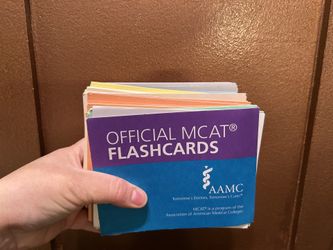 OFFICIAL MCAT®
FLASHCARDS
AAMC
Tomorrow's Doctors, Tomorrow's Cures®
MCAT® is a program of the
Association of American Medical Colleges